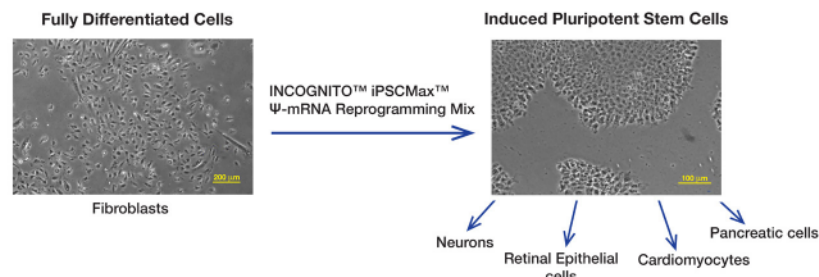 Fully Differentiated Cells
Induced Pluripotent Stem Cells
INCOGNITO™ iPSCMax™
Ψ-mRNA Reprogramming Mix
200 µm
100 µm
Fibroblasts
Neurons
Retinal Epithelial
cells
Cardiomyocytes
Pancreatic cells